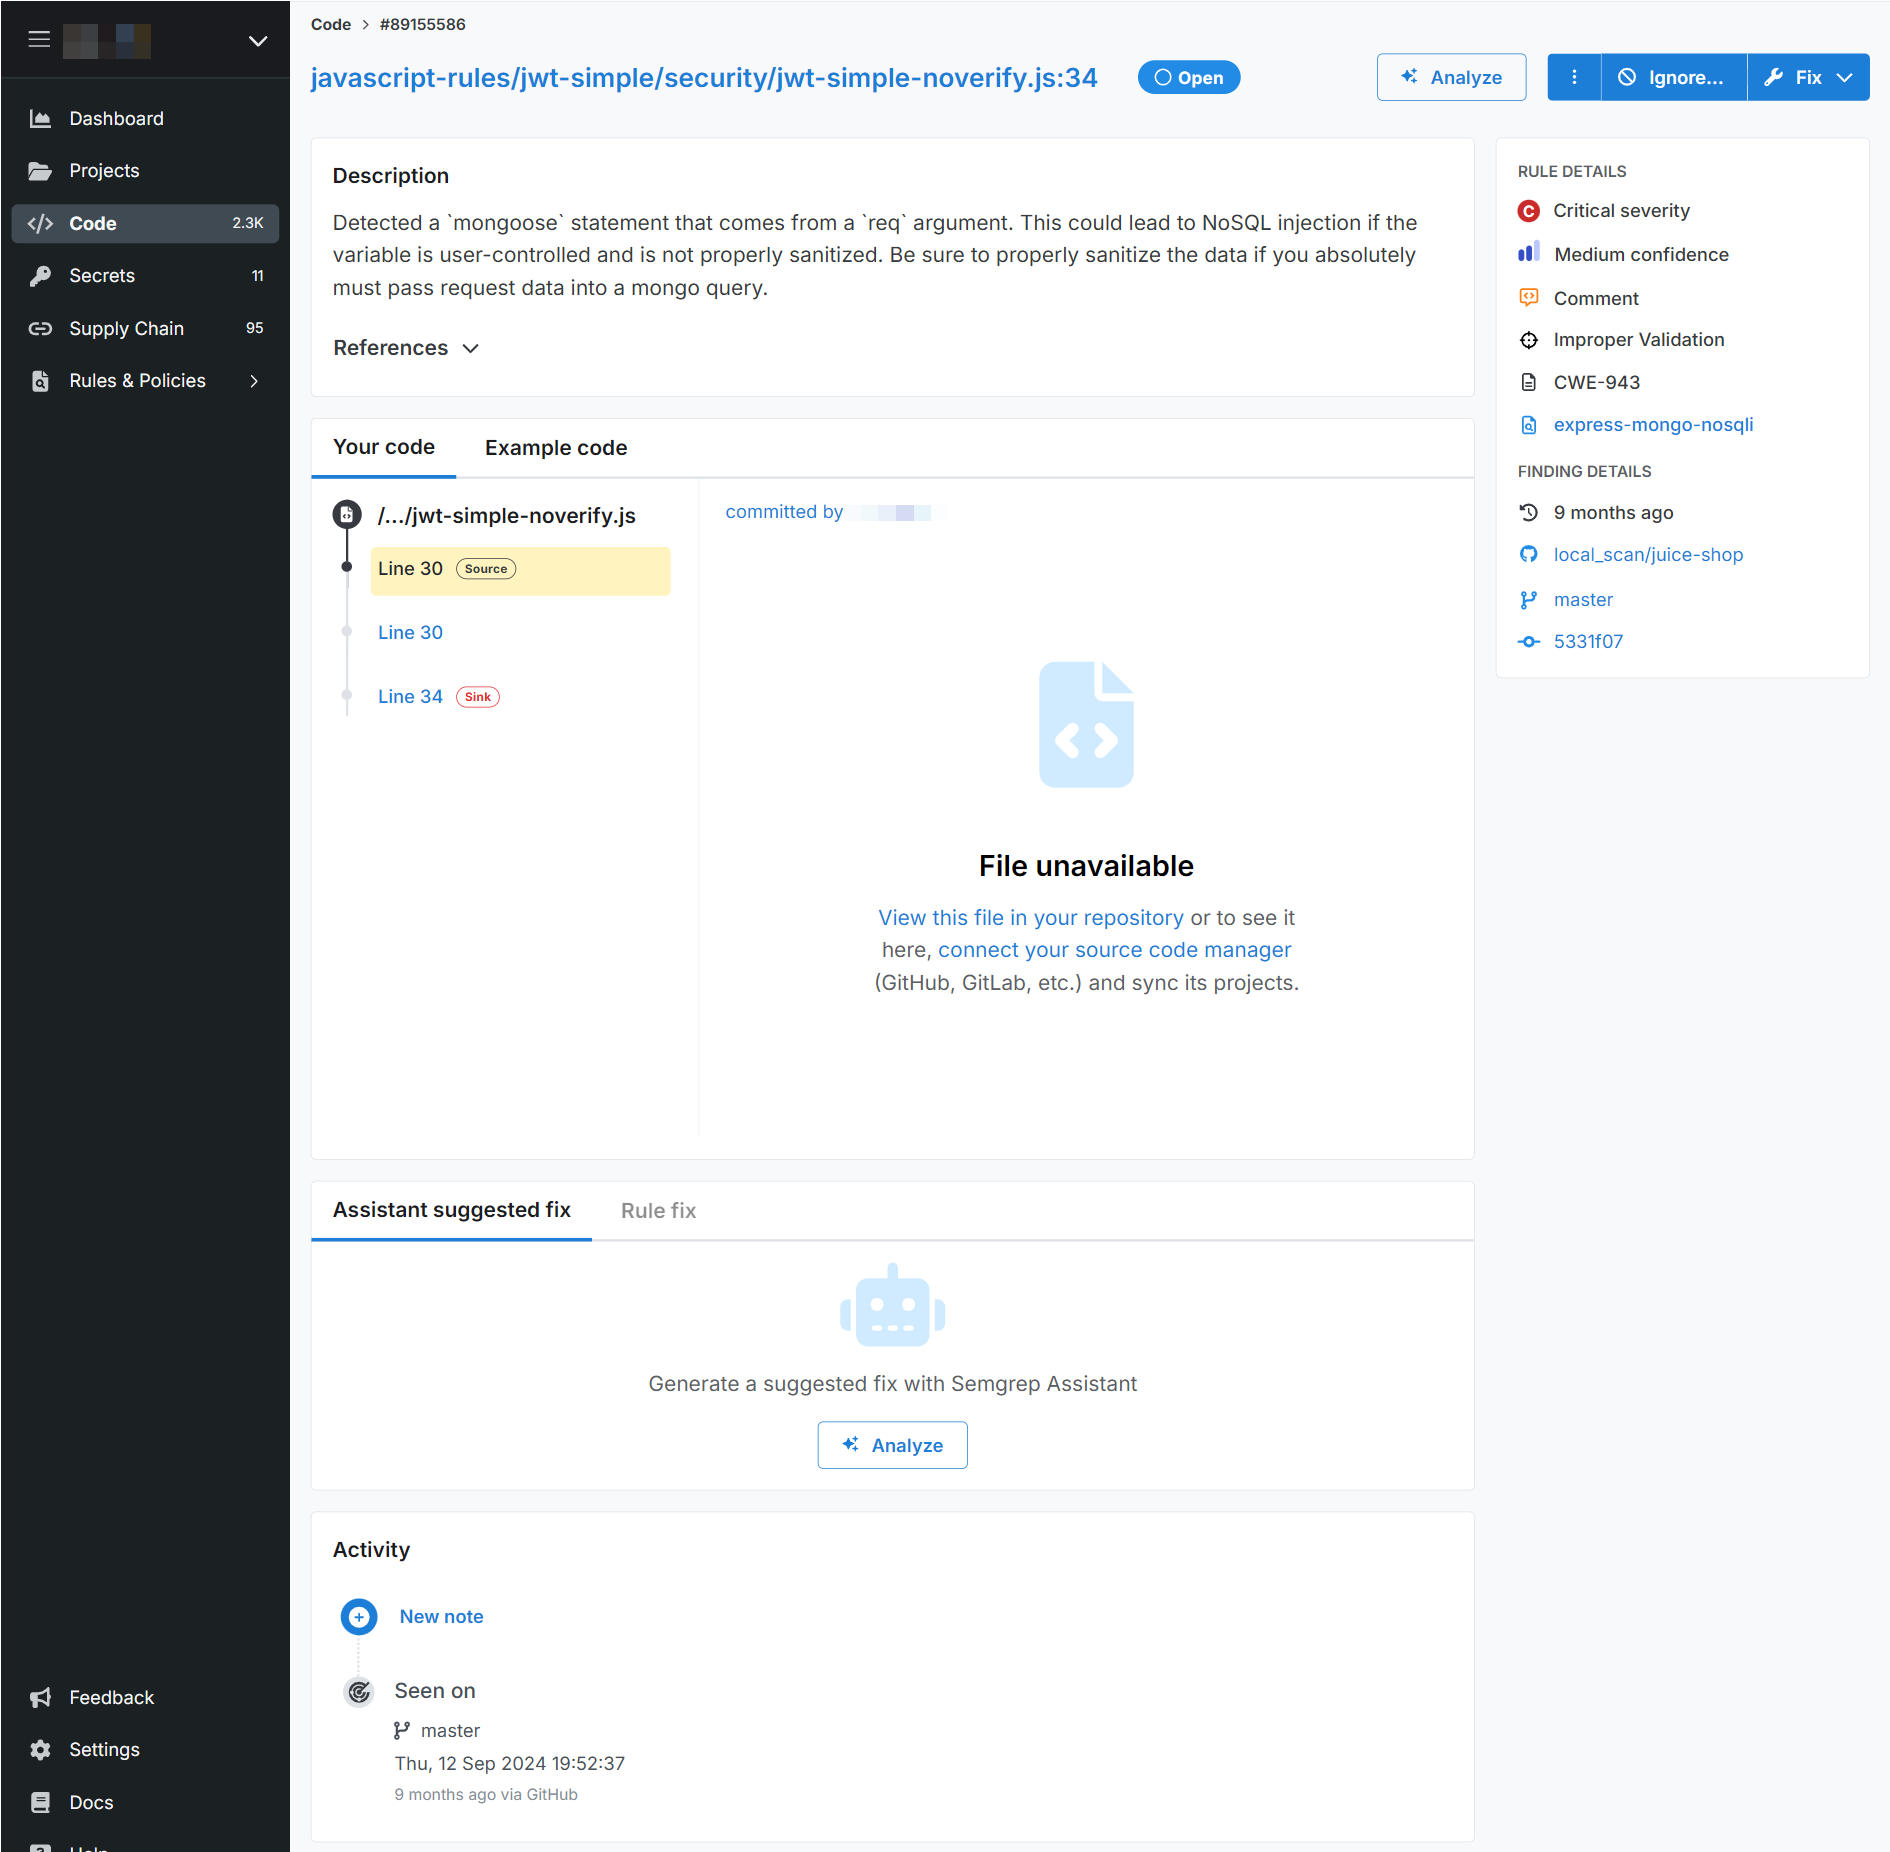 Code > #89155586
javascript-rules/jwt-simple/security/jwt-simple-noverify.js:34
Open
Analyze
Ignore...
Fix
Dashboard
Projects
Code 2.3K
Secrets 11
Supply Chain 95
Rules & Policies
Feedback
Settings
Docs
Description
Detected a `mongoose` statement that comes from a `req` argument. This could lead to NoSQL injection if the
variable is user-controlled and is not properly sanitized. Be sure to properly sanitize the data if you absolutely
must pass request data into a mongo query.
References
Your code Example code
/.../jwt-simple-noverify.js
Line 30 Source
Line 30
Line 34 Sink
committed by
File unavailable
View this file in your repository or to see it
here, connect your source code manager
(GitHub, GitLab, etc.) and sync its projects.
Assistant suggested fix Rule fix
Generate a suggested fix with Semgrep Assistant
Analyze
Activity
New note
Seen on
master
Thu, 12 Sep 2024 19:52:37
9 months ago via GitHub
RULE DETAILS
C Critical severity
Medium confidence
Comment
Improper Validation
CWE-943
express-mongo-nosqli
FINDING DETAILS
9 months ago
local_scan/juice-shop
master
5331f07